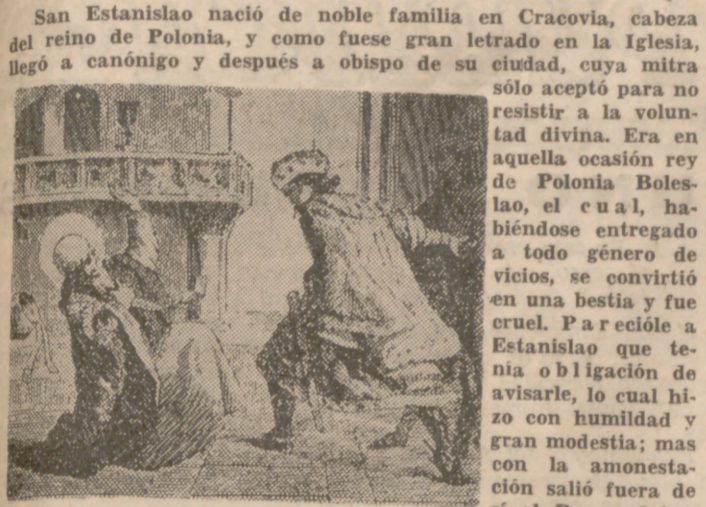 San Estanislao nació de noble familia en Cracovia, cabeza
del reino de Polonia, y como fuese gran letrado en la Iglesia,
llegó a canónigo y después a obispo de su ciudad, cuya mitra
sólo aceptó para no
resistir a la volun-
tad divina. Era en
aquella ocasión rey
de Polonia Boles-
lao, el cual, ha-
biéndose entregado
a todo género de
vicios, se convirtió
en una bestia y fue
cruel. Parecióle a
Estanislao que te-
nia obligación de
avisarle, lo cual hi-
zo con humildad y
gran modestia; mas
con la amonesta-
ción salió fuera de